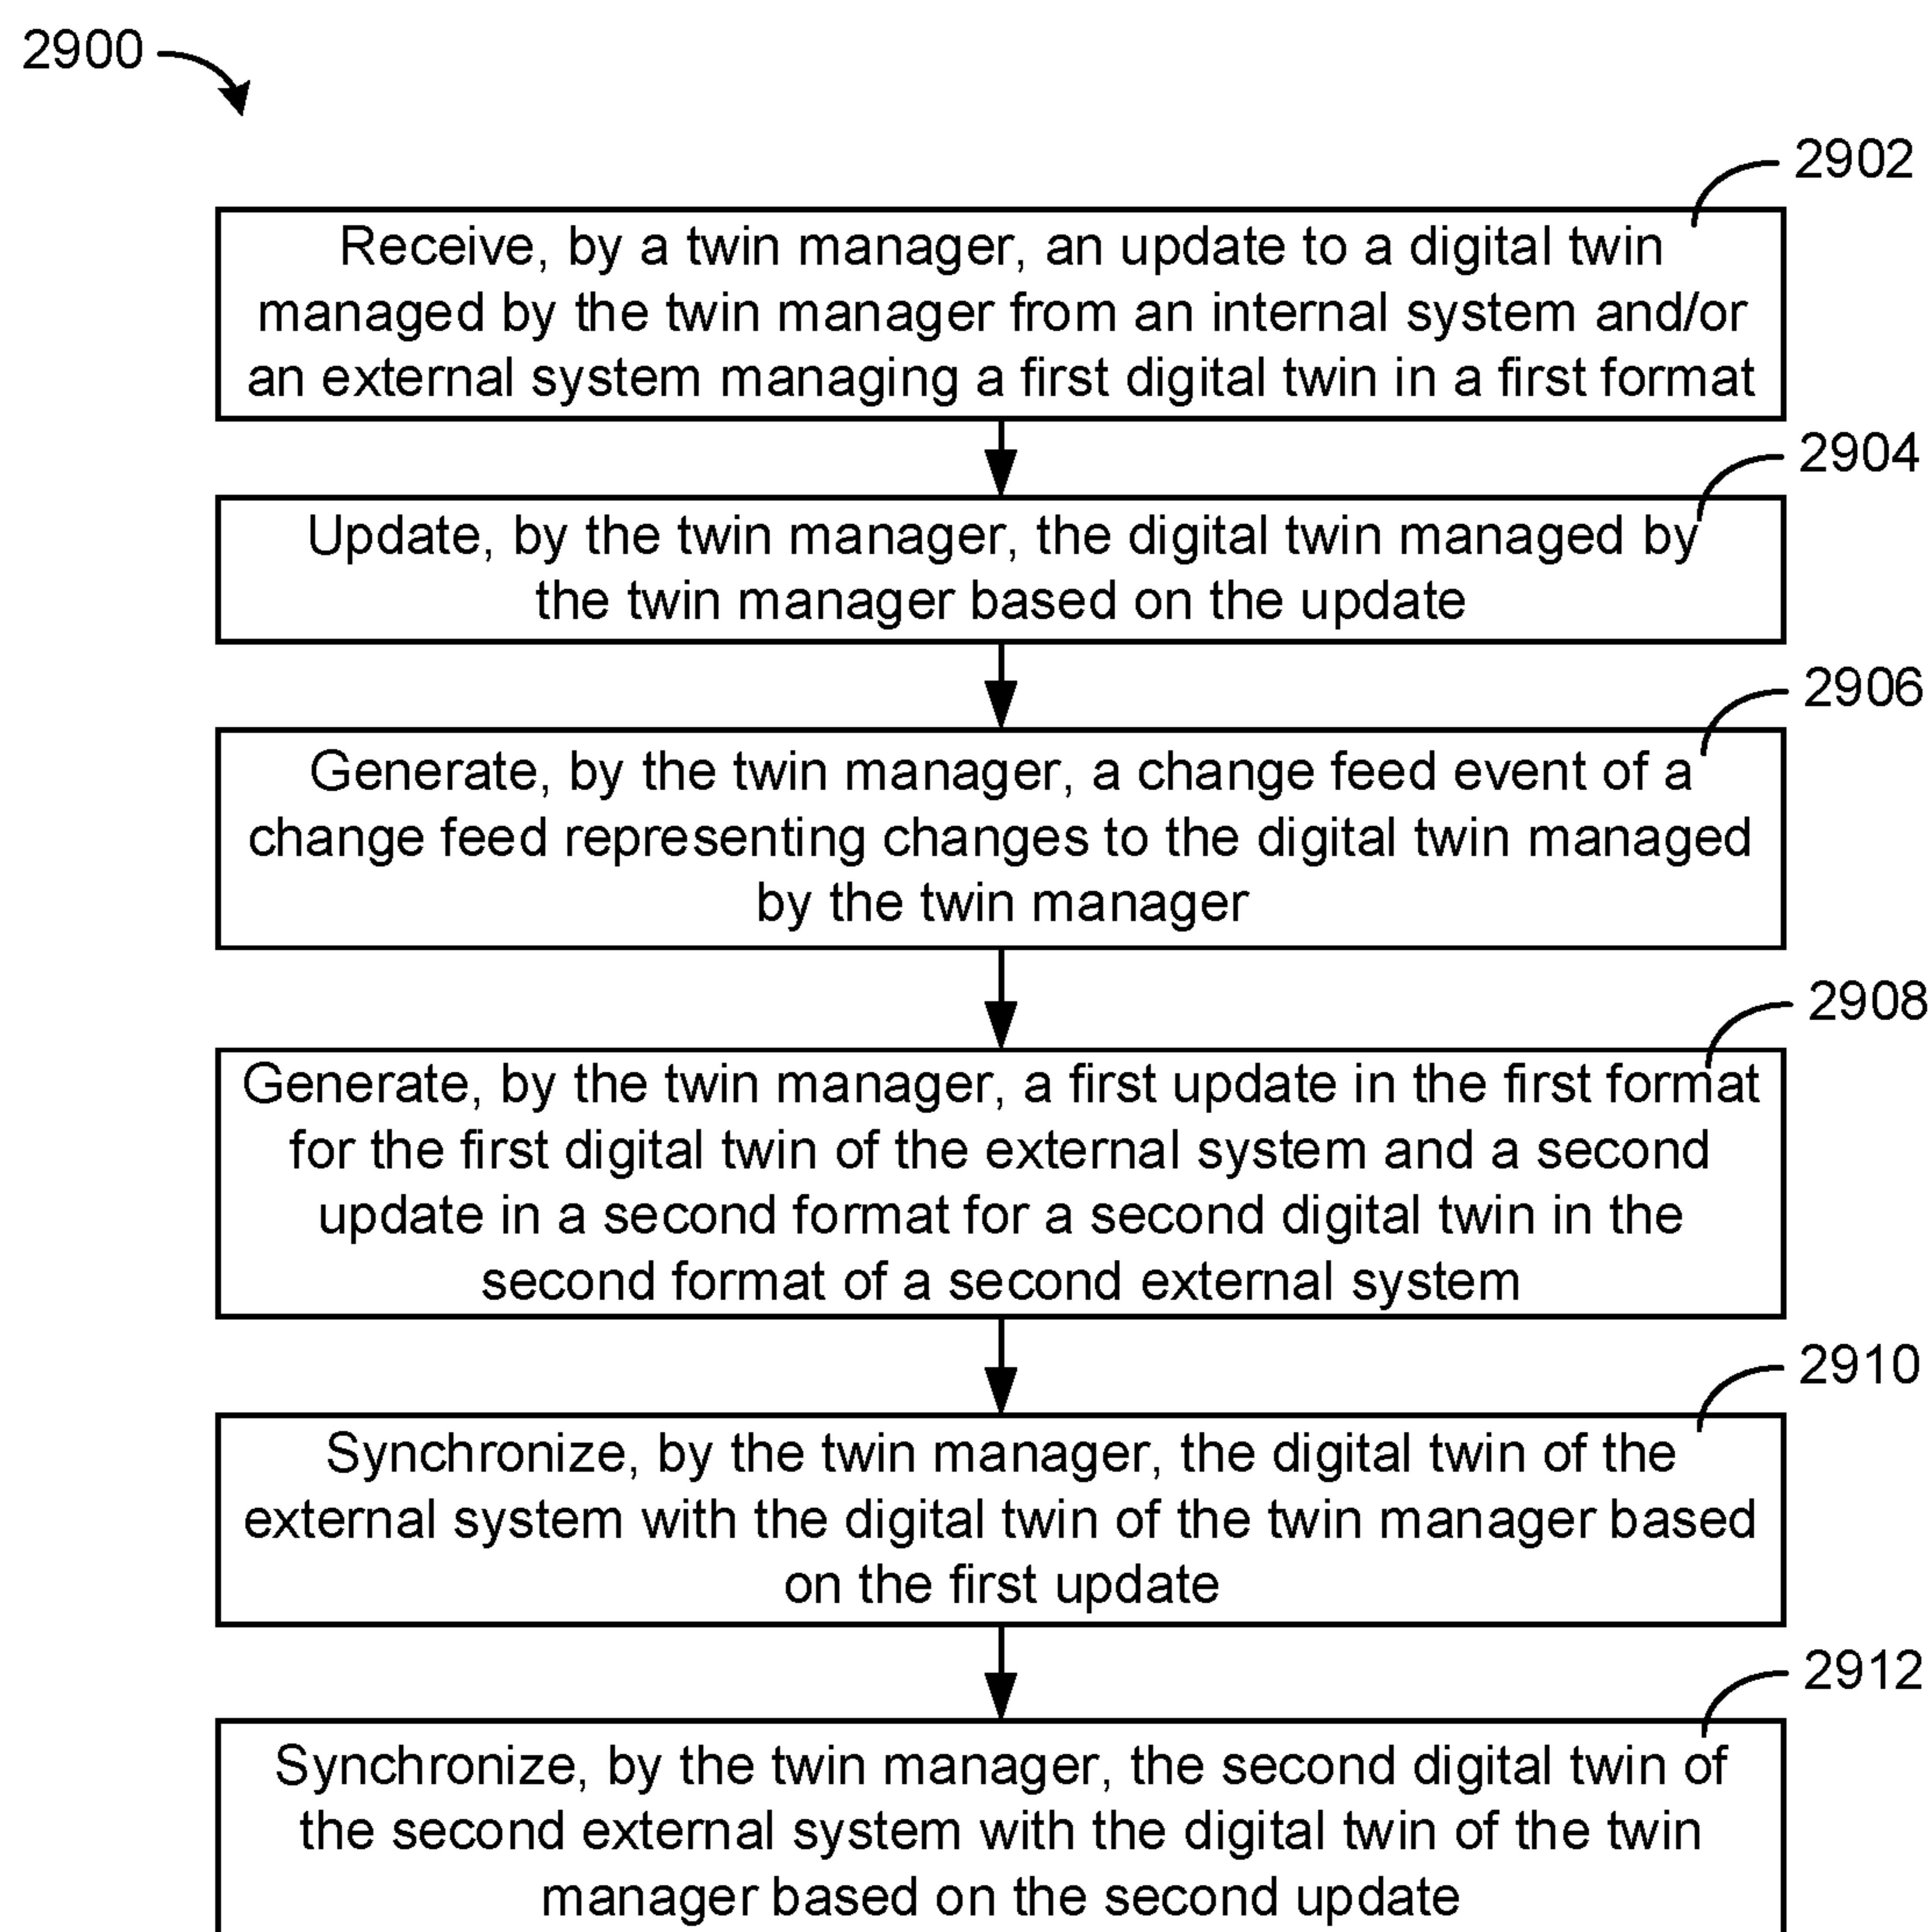 2900
2902
Receive, by a twin manager, an update to a digital twin
managed by the twin manager from an internal system and/or
an external system managing a first digital twin in a first format
2904
Update, by the twin manager, the digital twin managed by
the twin manager based on the update
2906
Generate, by the twin manager, a change feed event of a
change feed representing changes to the digital twin managed
by the twin manager
2908
Generate, by the twin manager, a first update in the first format
for the first digital twin of the external system and a second
update in a second format for a second digital twin in the
second format of a second external system
2910
Synchronize, by the twin manager, the digital twin of the
external system with the digital twin of the twin manager based
on the first update
2912
Synchronize, by the twin manager, the second digital twin of
the second external system with the digital twin of the twin
manager based on the second update